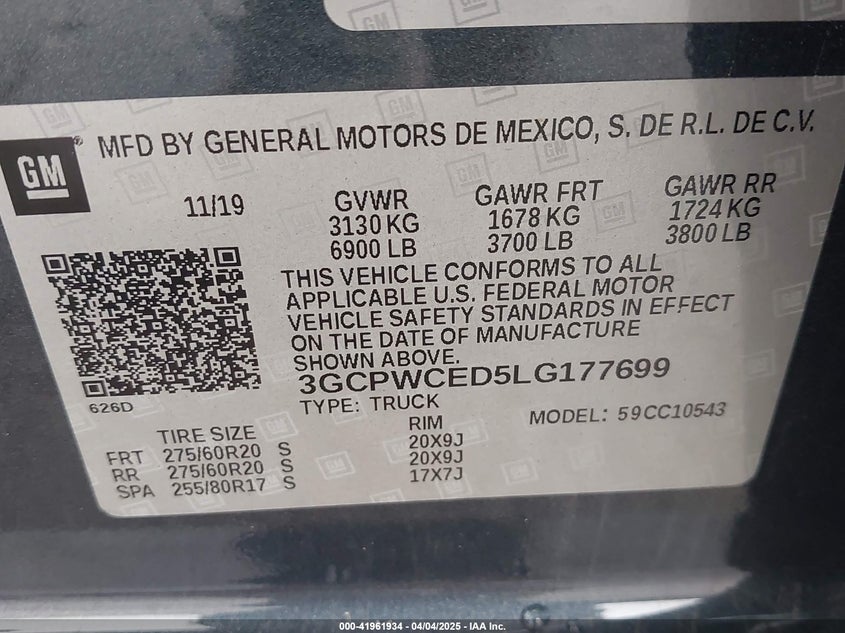 GM
MFD BY GENERAL MOTORS DE MEXICO, S. DE R.L. DE C.V.
11/19
GVWR
3130 KG
6900 LB
GAWR FRT
1678 KG
3700 LB
GAWR RR
1724 KG
3800 LB
THIS VEHICLE CONFORMS TO ALL
APPLICABLE U.S. FEDERAL MOTOR
VEHICLE SAFETY STANDARDS IN EFFECT
ON THE DATE OF MANUFACTURE
SHOWN ABOVE.
3GCPWCED5LG177699
626D
TYPE: TRUCK
MODEL: 59CC10543
TIRE SIZE RIM
FRT 275/60R20 S 20X9J
RR 275/60R20 S 20X9J
SPA 255/80R17 S 17X7J
000-41961934 - 04/04/2025 - IAA Inc.